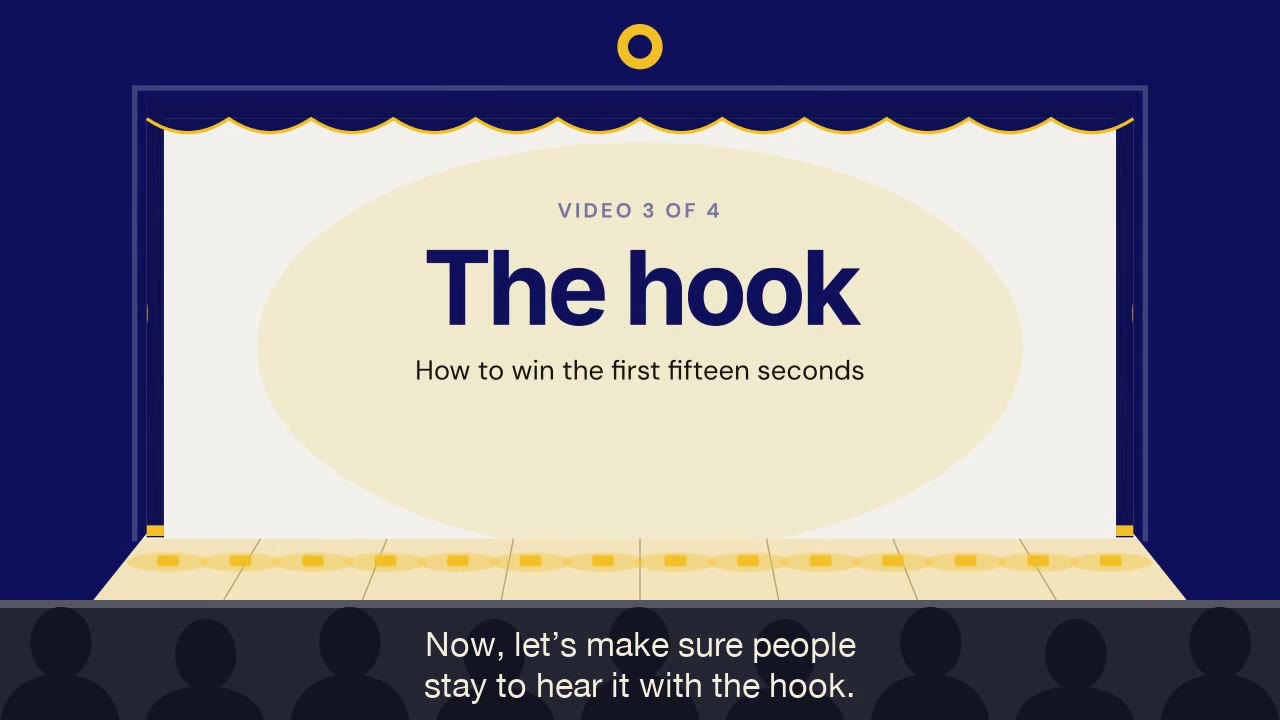 VIDEO 3 OF 4
The hook
How to win the first fifteen seconds
Now, let’s make sure people
stay to hear it with the hook.